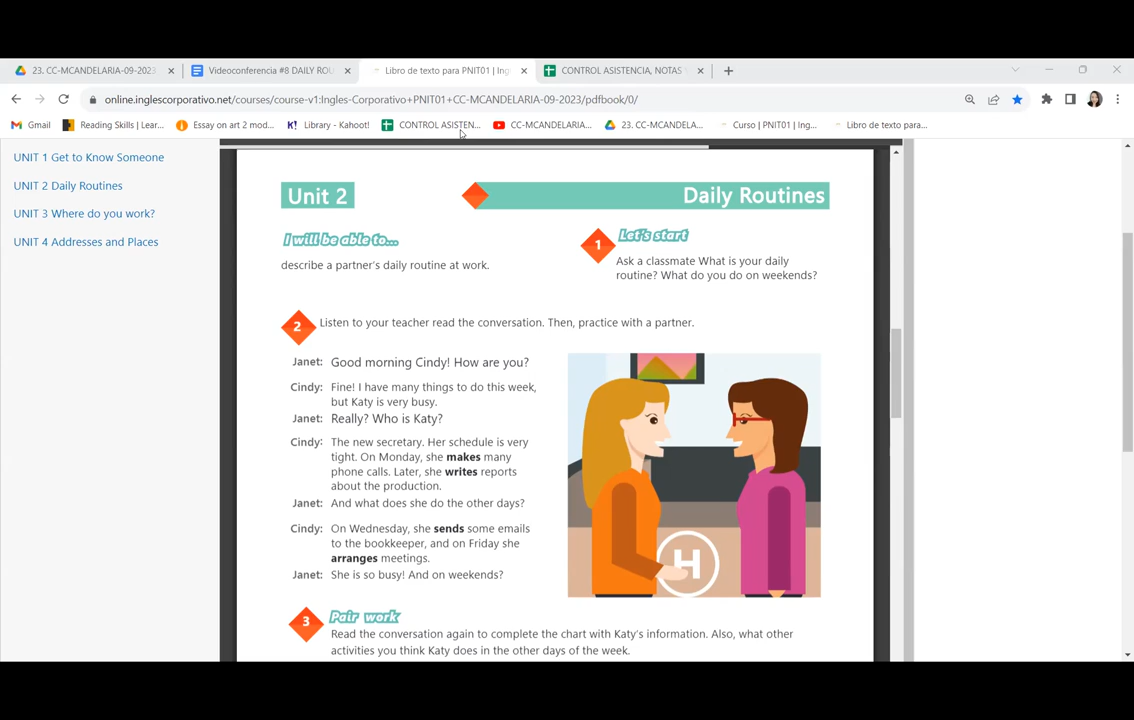 23. CC-MCANDELARIA-09-2023
Videoconferencia #8 DAILY ROU
Libro de texto para PNIT01 | Ing
CONTROL ASISTENCIA, NOTAS
online.inglescorporativo.net/courses/course-v1:Ingles-Corporativo+PNIT01+CC-MCANDELARIA-09-2023/pdfbook/0/
Gmail
Reading Skills | Lear...
Essay on art 2 mod...
Library - Kahoot!
CONTROL ASISTEN...
CC-MCANDELARIA...
23. CC-MCANDELA...
Curso | PNIT01 | Ing...
Libro de texto para...
UNIT 1 Get to Know Someone
UNIT 2 Daily Routines
UNIT 3 Where do you work?
UNIT 4 Addresses and Places
Unit 2
Daily Routines
I will be able to...
describe a partner's daily routine at work.
1
Let's start
Ask a classmate What is your daily
routine? What do you do on weekends?
2
Listen to your teacher read the conversation. Then, practice with a partner.
Janet: Good morning Cindy! How are you?
Cindy: Fine! I have many things to do this week,
but Katy is very busy.
Janet: Really? Who is Katy?
Cindy: The new secretary. Her schedule is very
tight. On Monday, she makes many
phone calls. Later, she writes reports
about the production.
Janet: And what does she do the other days?
Cindy: On Wednesday, she sends some emails
to the bookkeeper, and on Friday she
arranges meetings.
Janet: She is so busy! And on weekends?
H
3
Pair work
Read the conversation again to complete the chart with Katy's information. Also, what other
activities you think Katy does in the other days of the week.